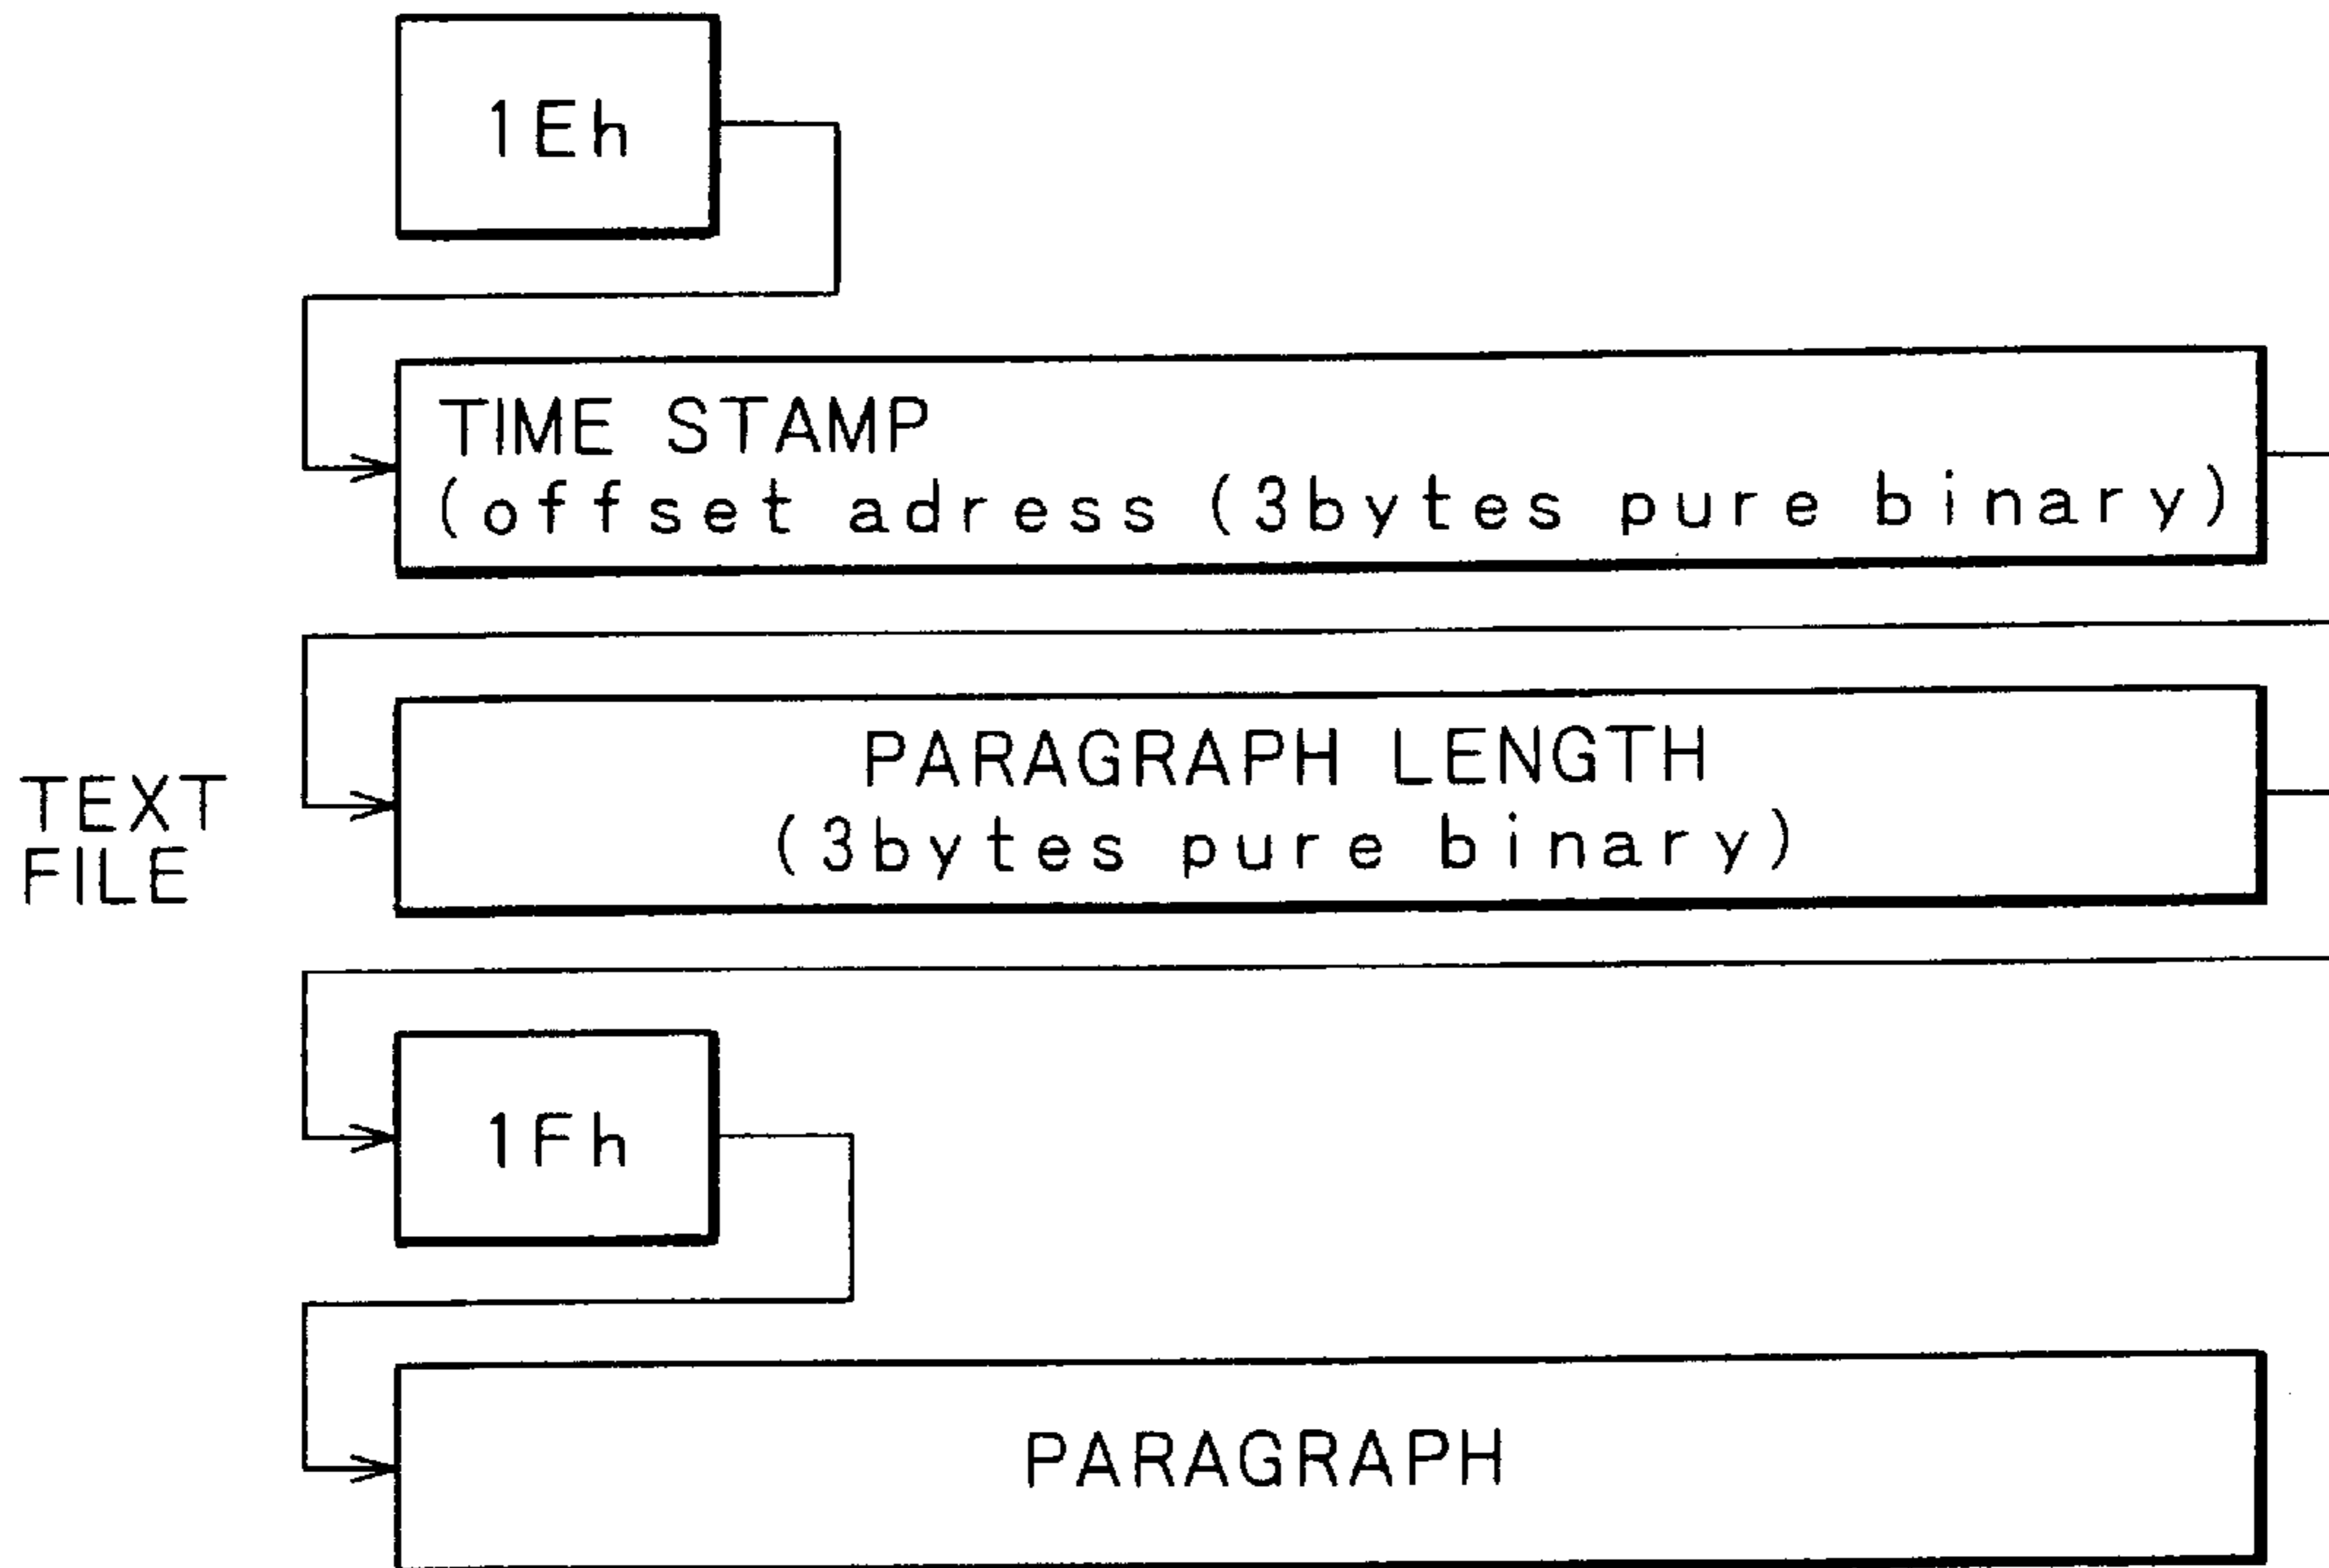 1Eh
TIME STAMP
(offset adress (3bytes pure binary)
PARAGRAPH LENGTH
(3bytes pure binary)
TEXT
FILE
1Fh
PARAGRAPH